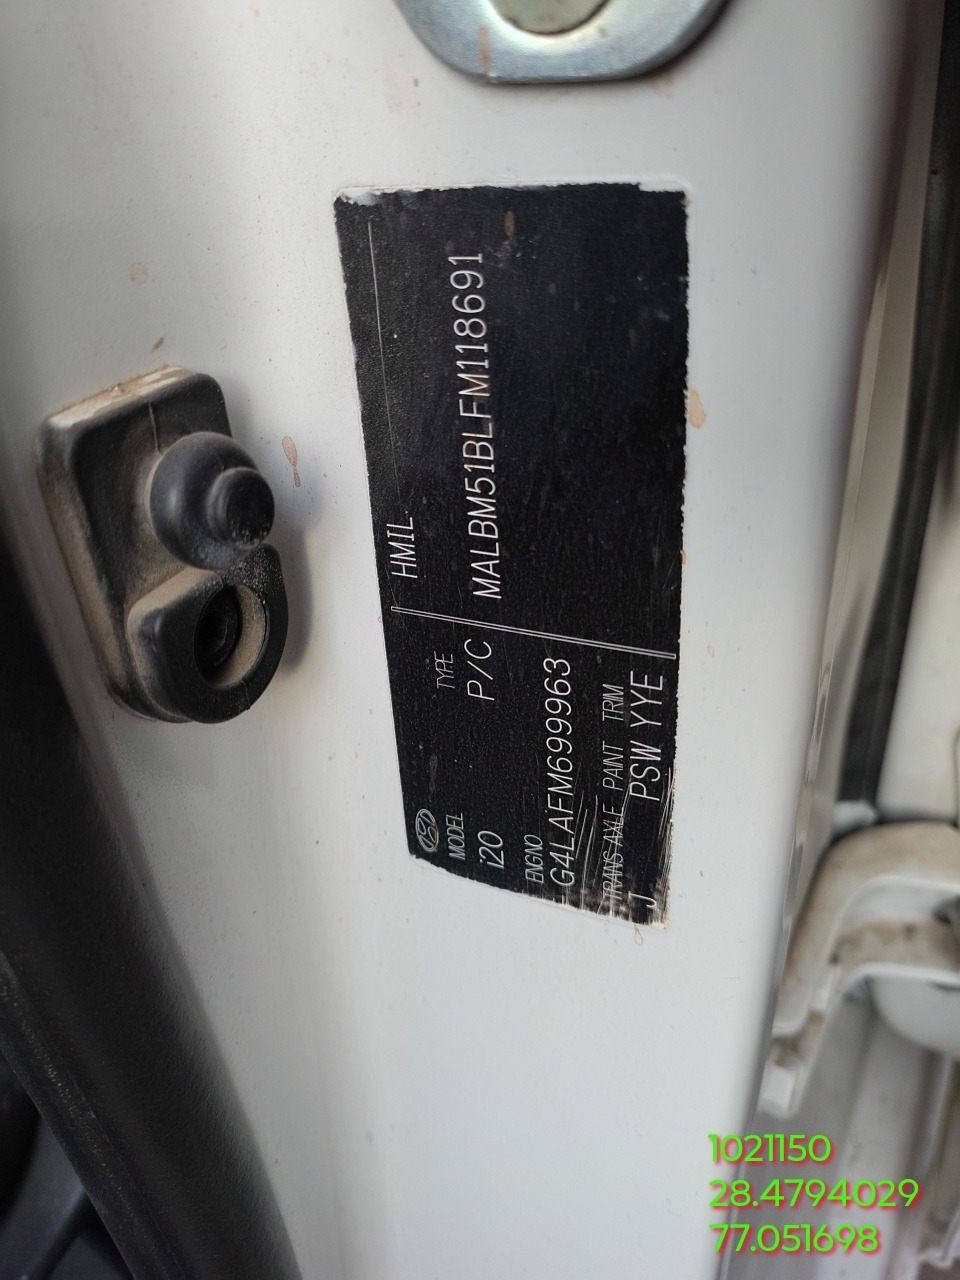 HMIL
MALBM51BLFM118691
MODEL TYPE
i20 P/C
ENGNO
G4LAFM699963
TRANS AXLE PAINT TRIM
J PSW YYE
1021150
28.4794029
77.051698